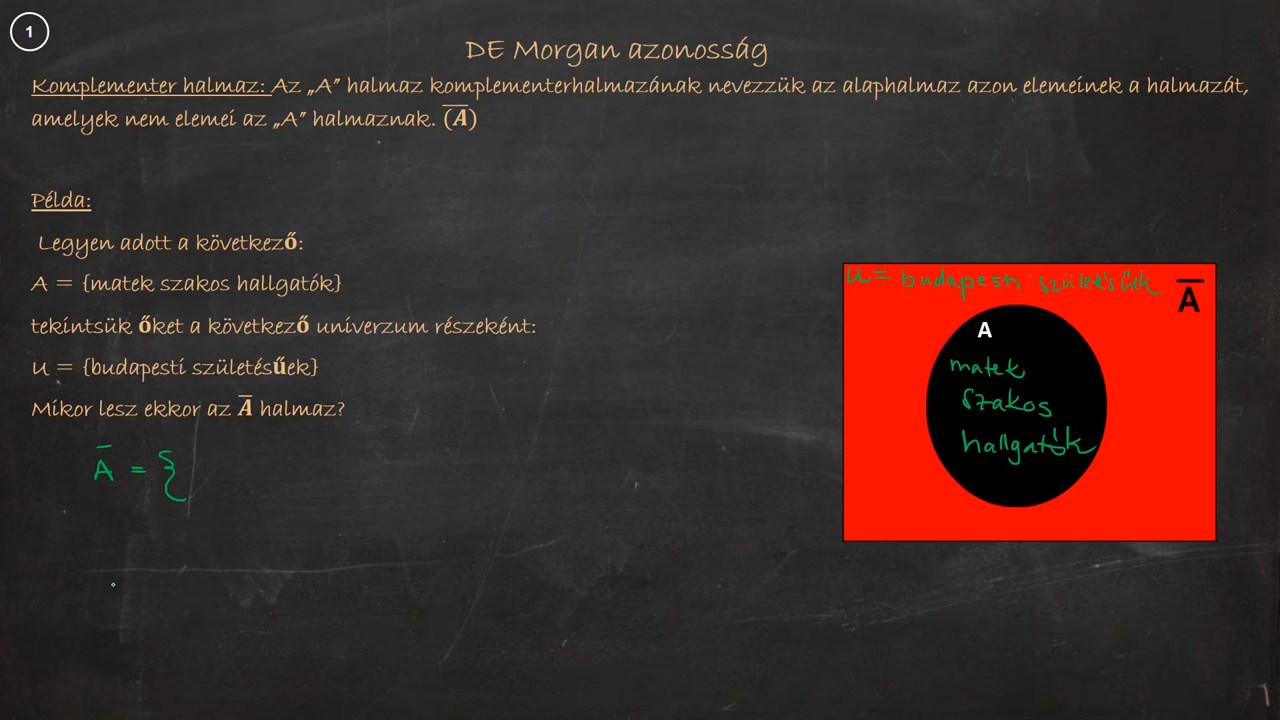 1
DE Morgan azonosság
Komplementer halmaz: Az „A” halmaz komplementerhalmazának nevezzük az alaphalmaz azon elemeinek a halmazát,
amelyek nem elemei az „A” halmaznak. (A̅)
Példa:
Legyen adott a következő:
A = {matek szakos hallgatók}
tekintsük őket a következő univerzum részeként:
U = {budapesti születésűek}
Mikor lesz ekkor az A̅ halmaz?
A̅ = {
U = budapesti születésűek
A̅
A
matek
szakos
hallgatók